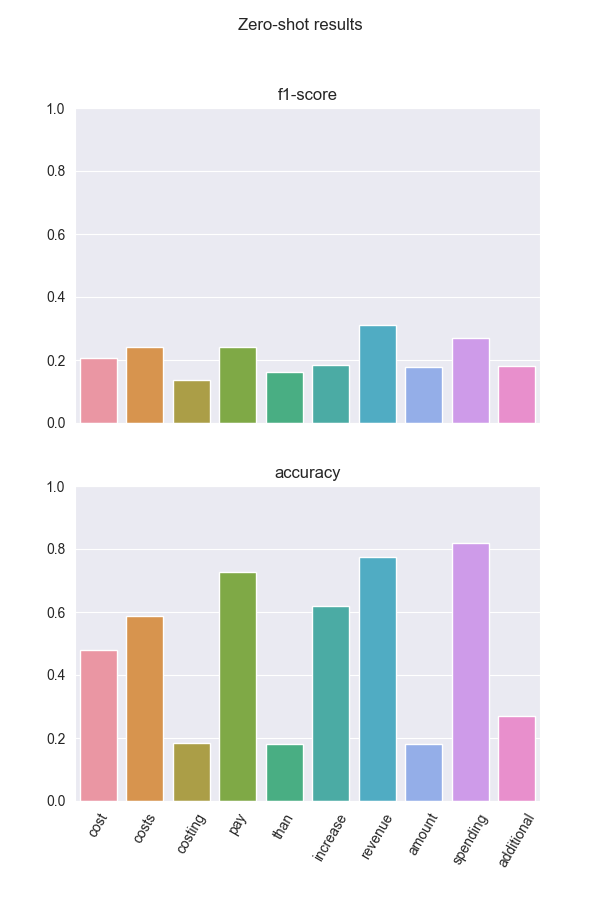 Zero-shot results
f1-score
1.0
0.8
0.6
0.4
0.2
0.0
accuracy
1.0
0.8
0.6
0.4
0.2
0.0
cost
costs
costing
pay
than
increase
revenue
amount
spending
additional